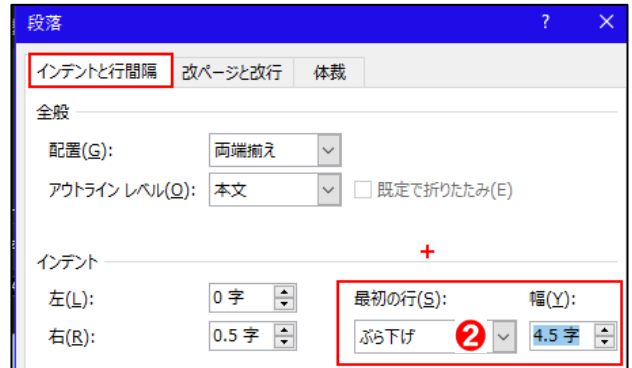 段落 ? ×
インデントと行間隔 改ページと改行 体裁
全般
配置(G): 両端揃え
アウトライン レベル(O): 本文 既定で折りたたみ(E)
+
インデント
左(L): 0 字 最初の行(S): 幅(Y):
右(R): 0.5 字 ぶら下げ 2 4.5 字